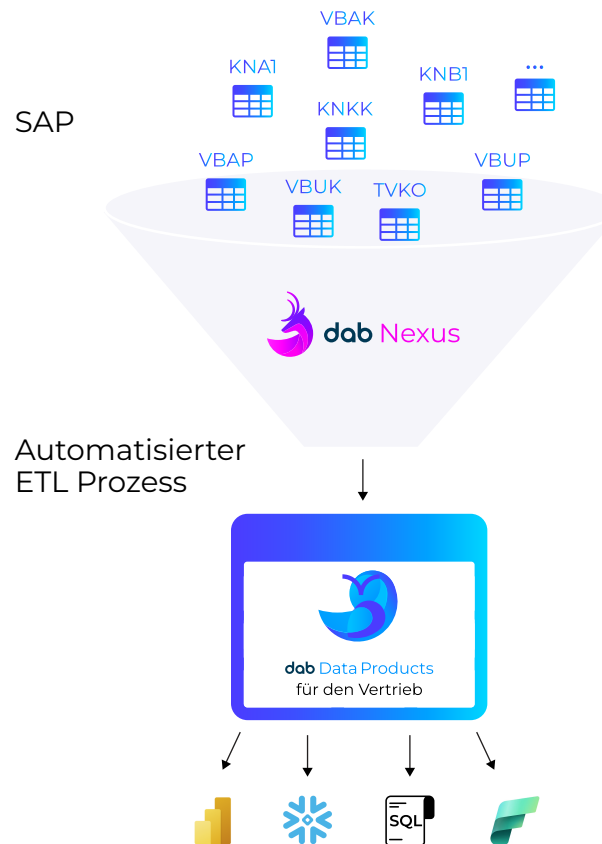 VBAK
KNA1
KNB1
...
SAP
KNKK
VBAP
VBUP
VBUK
TVKO
dab Nexus
Automatisierter
ETL Prozess
dab Data Products
für den Vertrieb
SQL